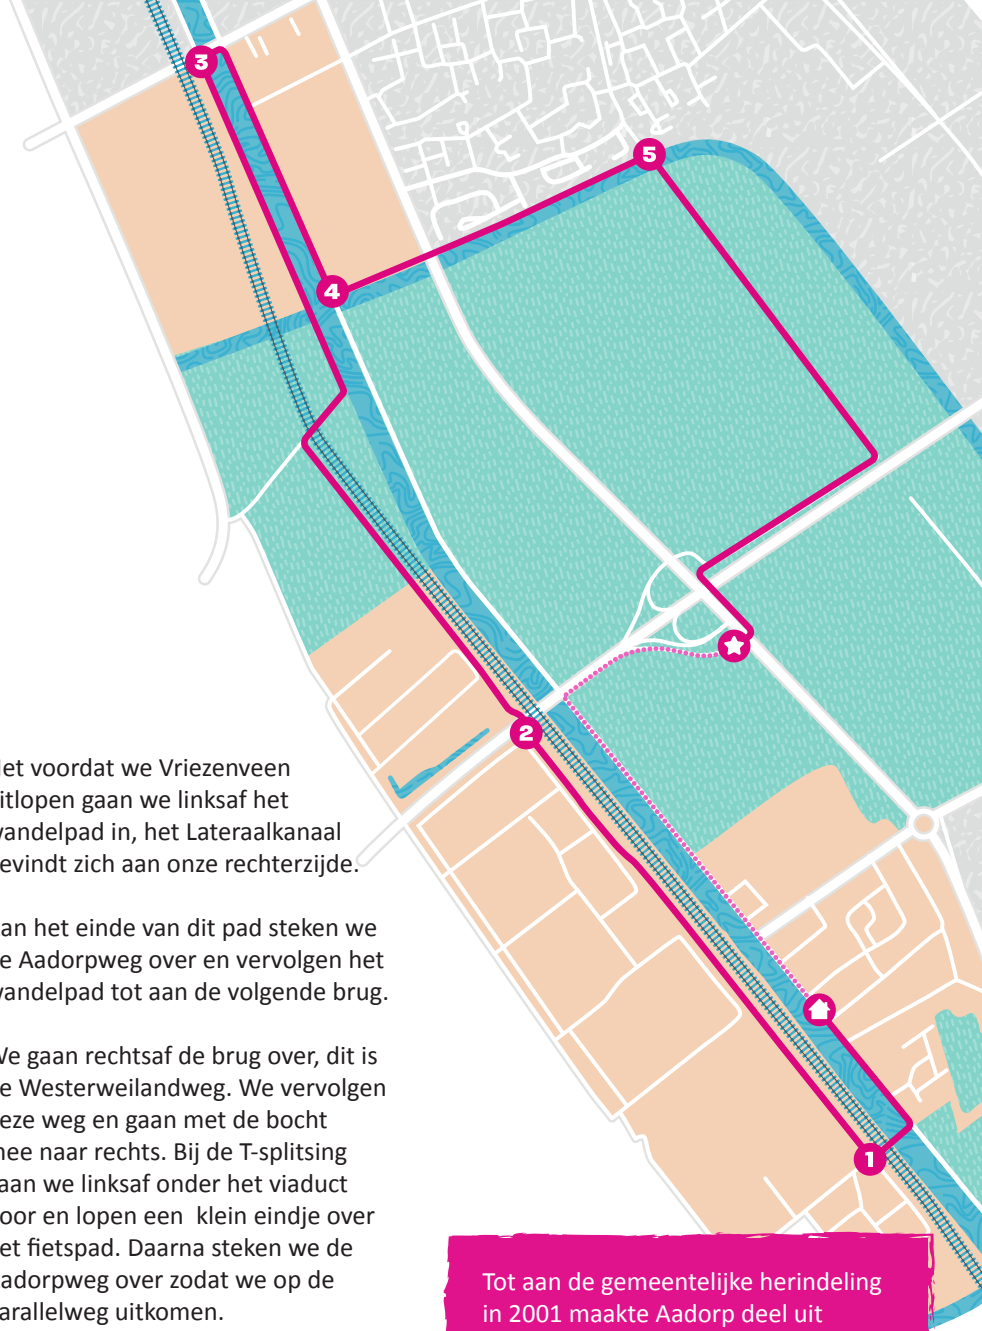 3
5
4
2
1
let voordat we Vriezenveen
itlopen gaan we linksaf het
vandelpad in, het Lateraalkanaal
evindt zich aan onze rechterzijde.
an het einde van dit pad steken we
e Aadorpweg over en vervolgen het
vandelpad tot aan de volgende brug.
We gaan rechtsaf de brug over, dit is
e Westerweilandweg. We vervolgen
eze weg en gaan met de bocht
nee naar rechts. Bij de T-splitsing
aan we linksaf onder het viaduct
oor en lopen een klein eindje over
et fietspad. Daarna steken we de
adorpweg over zodat we op de
arallelweg uitkomen.
Tot aan de gemeentelijke herindeling
in 2001 maakte Aadorp deel uit